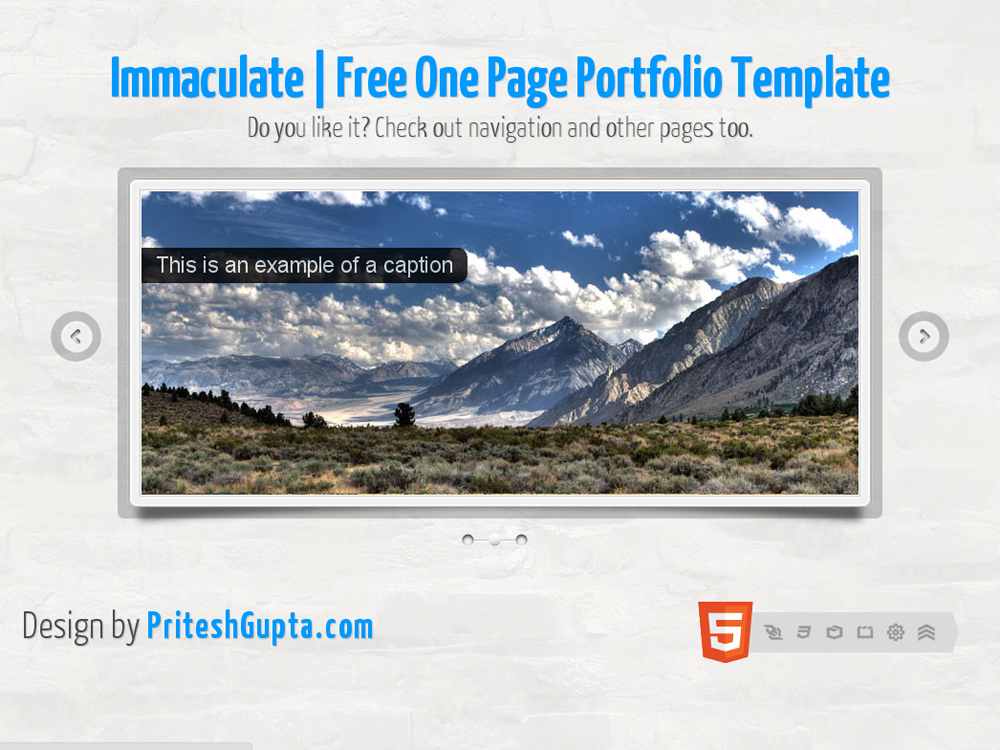 Immaculate | Free One Page Portfolio Template
Do you like it? Check out navigation and other pages too.
This is an example of a caption
Design by PriteshGupta.com
5